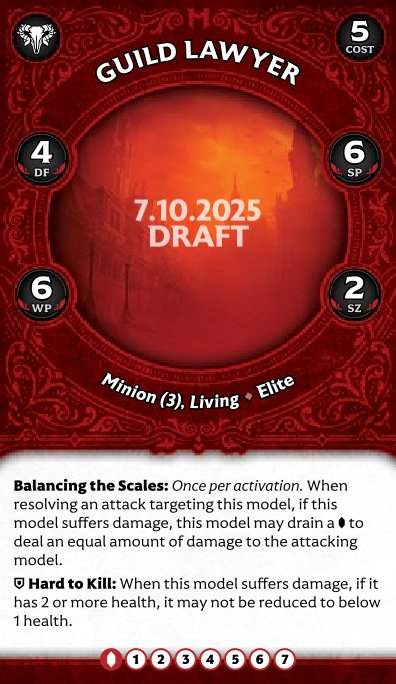 GUILD LAWYER
5
COST
4
DF
6
SP
7.10.2025
DRAFT
6
WP
2
SZ
Minion (3), Living ◆ Elite
Balancing the Scales: Once per activation. When
resolving an attack targeting this model, if this
model suffers damage, this model may drain a ⬮ to
deal an equal amount of damage to the attacking
model.
⛨ Hard to Kill: When this model suffers damage, if it
has 2 or more health, it may not be reduced to below
1 health.
1 2 3 4 5 6 7